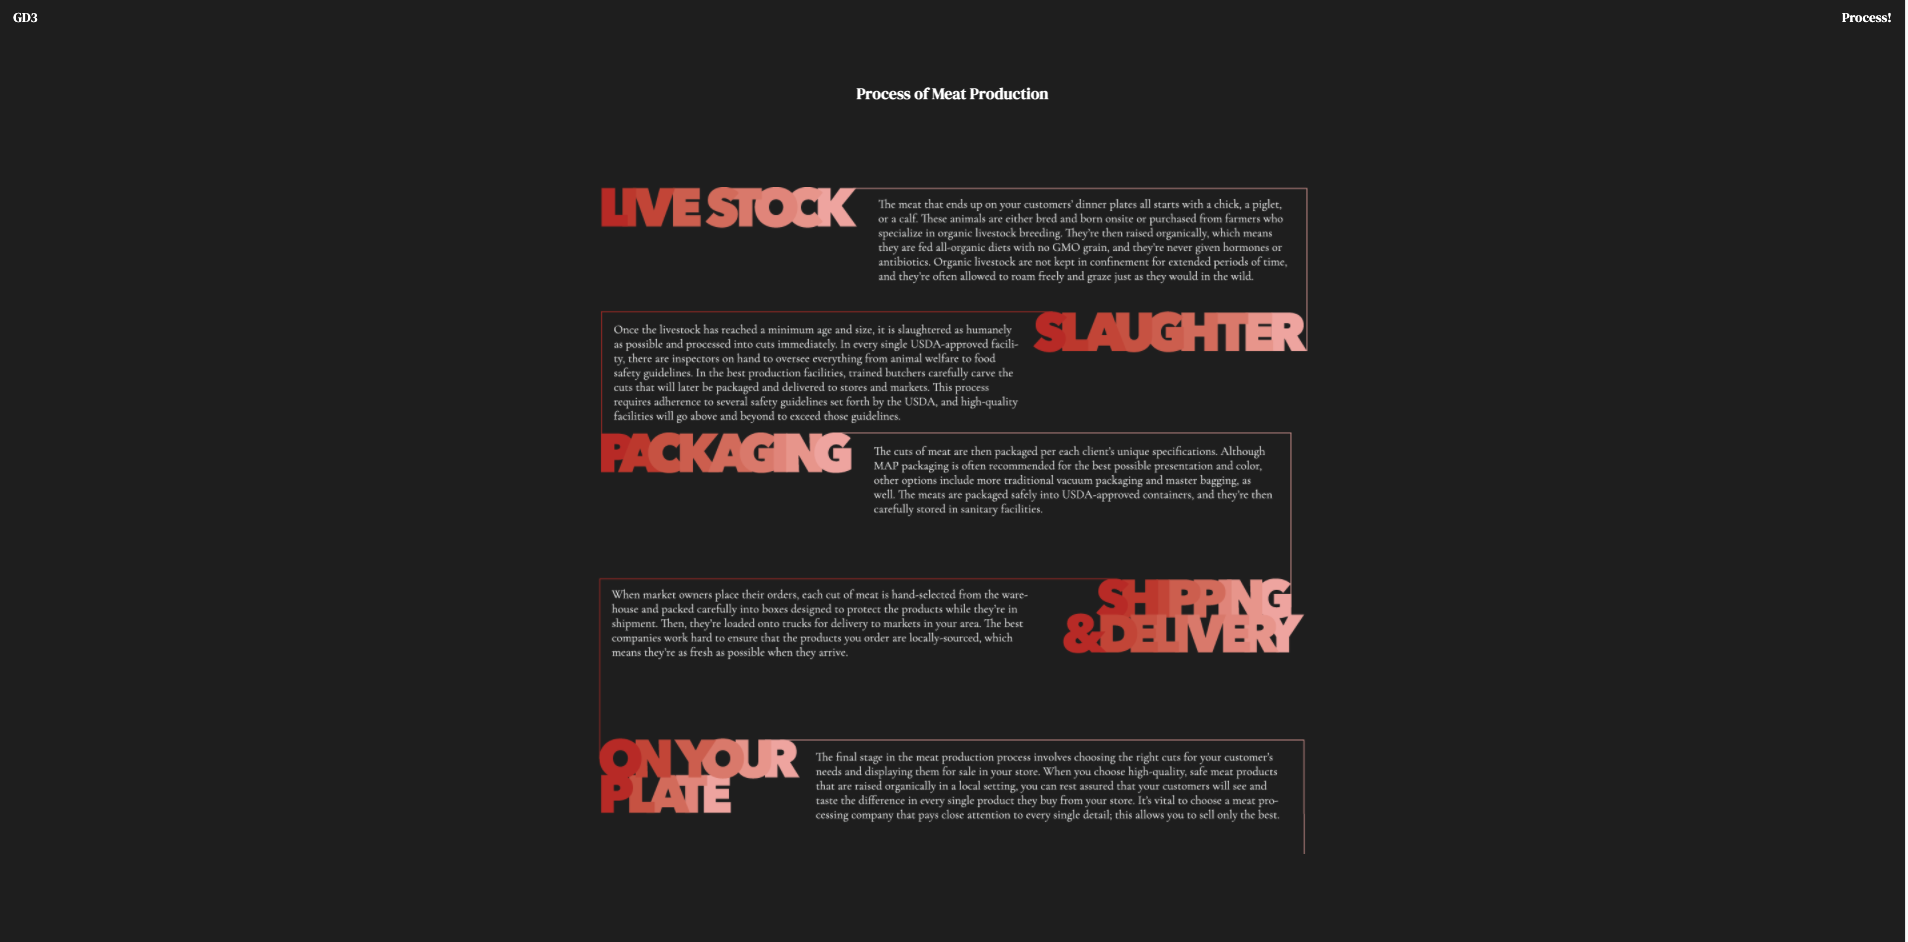 GD3
Process!
Process of Meat Production
LIVE STOCK
The meat that ends up on your customers' dinner plates all starts with a chick, a piglet,
or a calf. These animals are either bred and born onsite or purchased from farmers who
specialize in organic livestock breeding. They're then raised organically, which means
they are fed all-organic diets with no GMO grain, and they're never given hormones or
antibiotics. Organic livestock are not kept in confinement for extended periods of time,
and they're often allowed to roam freely and graze just as they would in the wild.
SLAUGHTER
Once the livestock has reached a minimum age and size, it is slaughtered as humanely
as possible and processed into cuts immediately. In every single USDA-approved facili-
ty, there are inspectors on hand to oversee everything from animal welfare to food
safety guidelines. In the best production facilities, trained butchers carefully carve the
cuts that will later be packaged and delivered to stores and markets. This process
requires adherence to several safety guidelines set forth by the USDA, and high-quality
facilities will go above and beyond to exceed those guidelines.
PACKAGING
The cuts of meat are then packaged per each client's unique specifications. Although
MAP packaging is often recommended for the best possible presentation and color,
other options include more traditional vacuum packaging and master bagging, as
well. The meats are packaged safely into USDA-approved containers, and they're then
carefully stored in sanitary facilities.
SHIPPING
&DELIVERY
When market owners place their orders, each cut of meat is hand-selected from the ware-
house and packed carefully into boxes designed to protect the products while they're in
shipment. Then, they're loaded onto trucks for delivery to markets in your area. The best
companies work hard to ensure that the products you order are locally-sourced, which
means they're as fresh as possible when they arrive.
ON YOUR
PLATE
The final stage in the meat production process involves choosing the right cuts for your customer's
needs and displaying them for sale in your store. When you choose high-quality, safe meat products
that are raised organically in a local setting, you can rest assured that your customers will see and
taste the difference in every single product they buy from your store. It's vital to choose a meat pro-
cessing company that pays close attention to every single detail; this allows you to sell only the best.